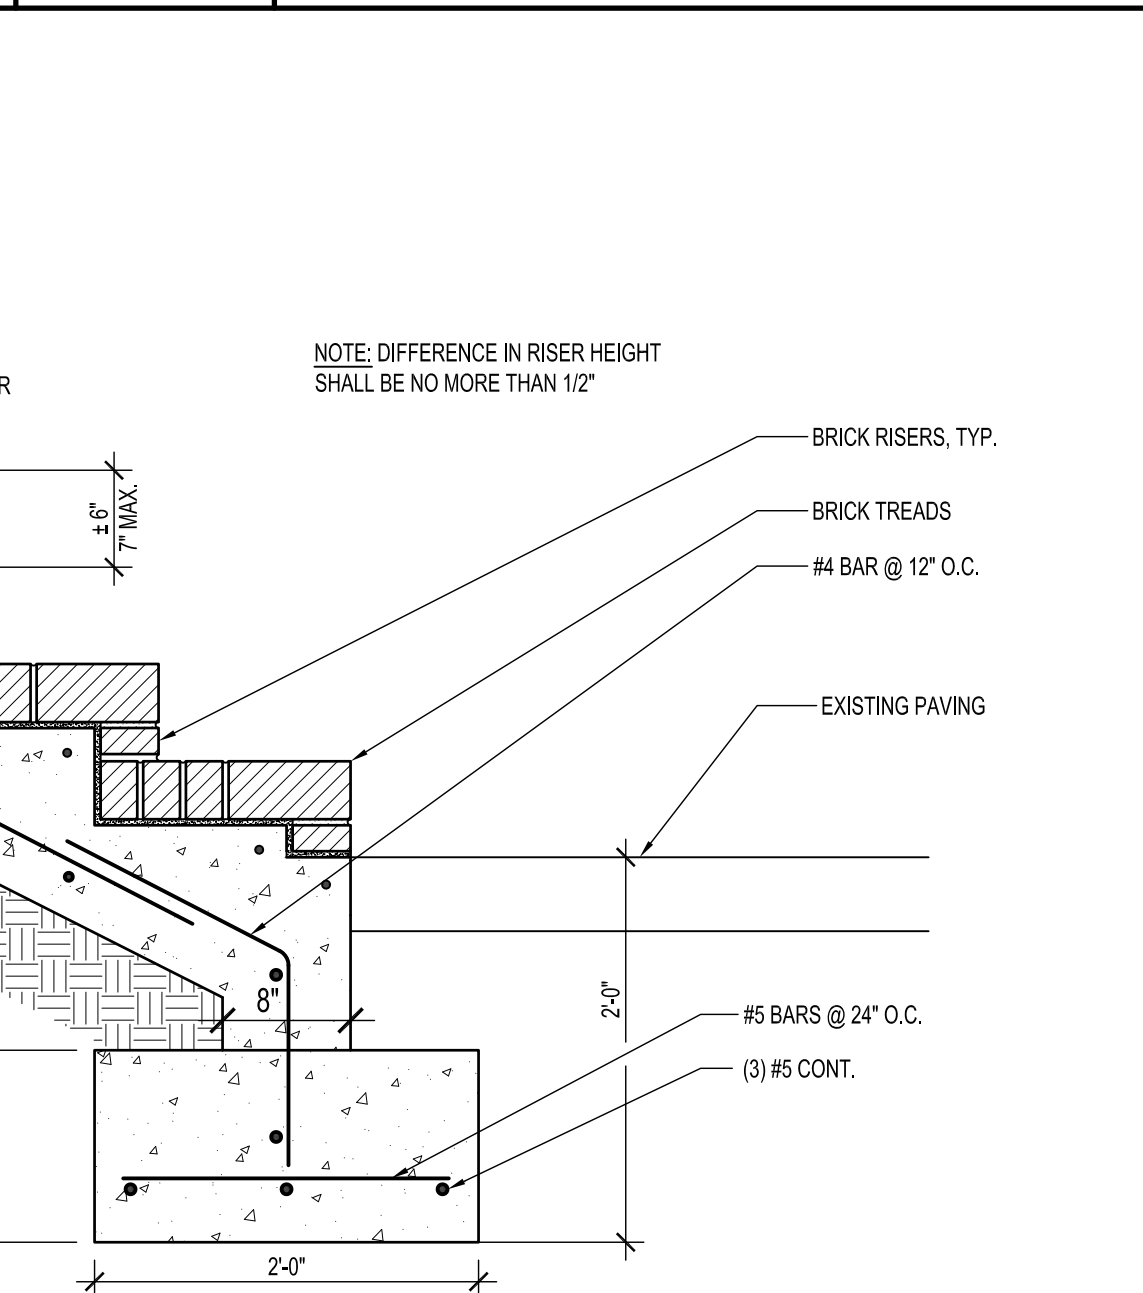 NOTE: DIFFERENCE IN RISER HEIGHT
SHALL BE NO MORE THAN 1/2"
R
BRICK RISERS, TYP.
± 6"
7" MAX.
BRICK TREADS
#4 BAR @ 12" O.C.
EXISTING PAVING
8"
2'-0"
#5 BARS @ 24" O.C.
(3) #5 CONT.
2'-0"